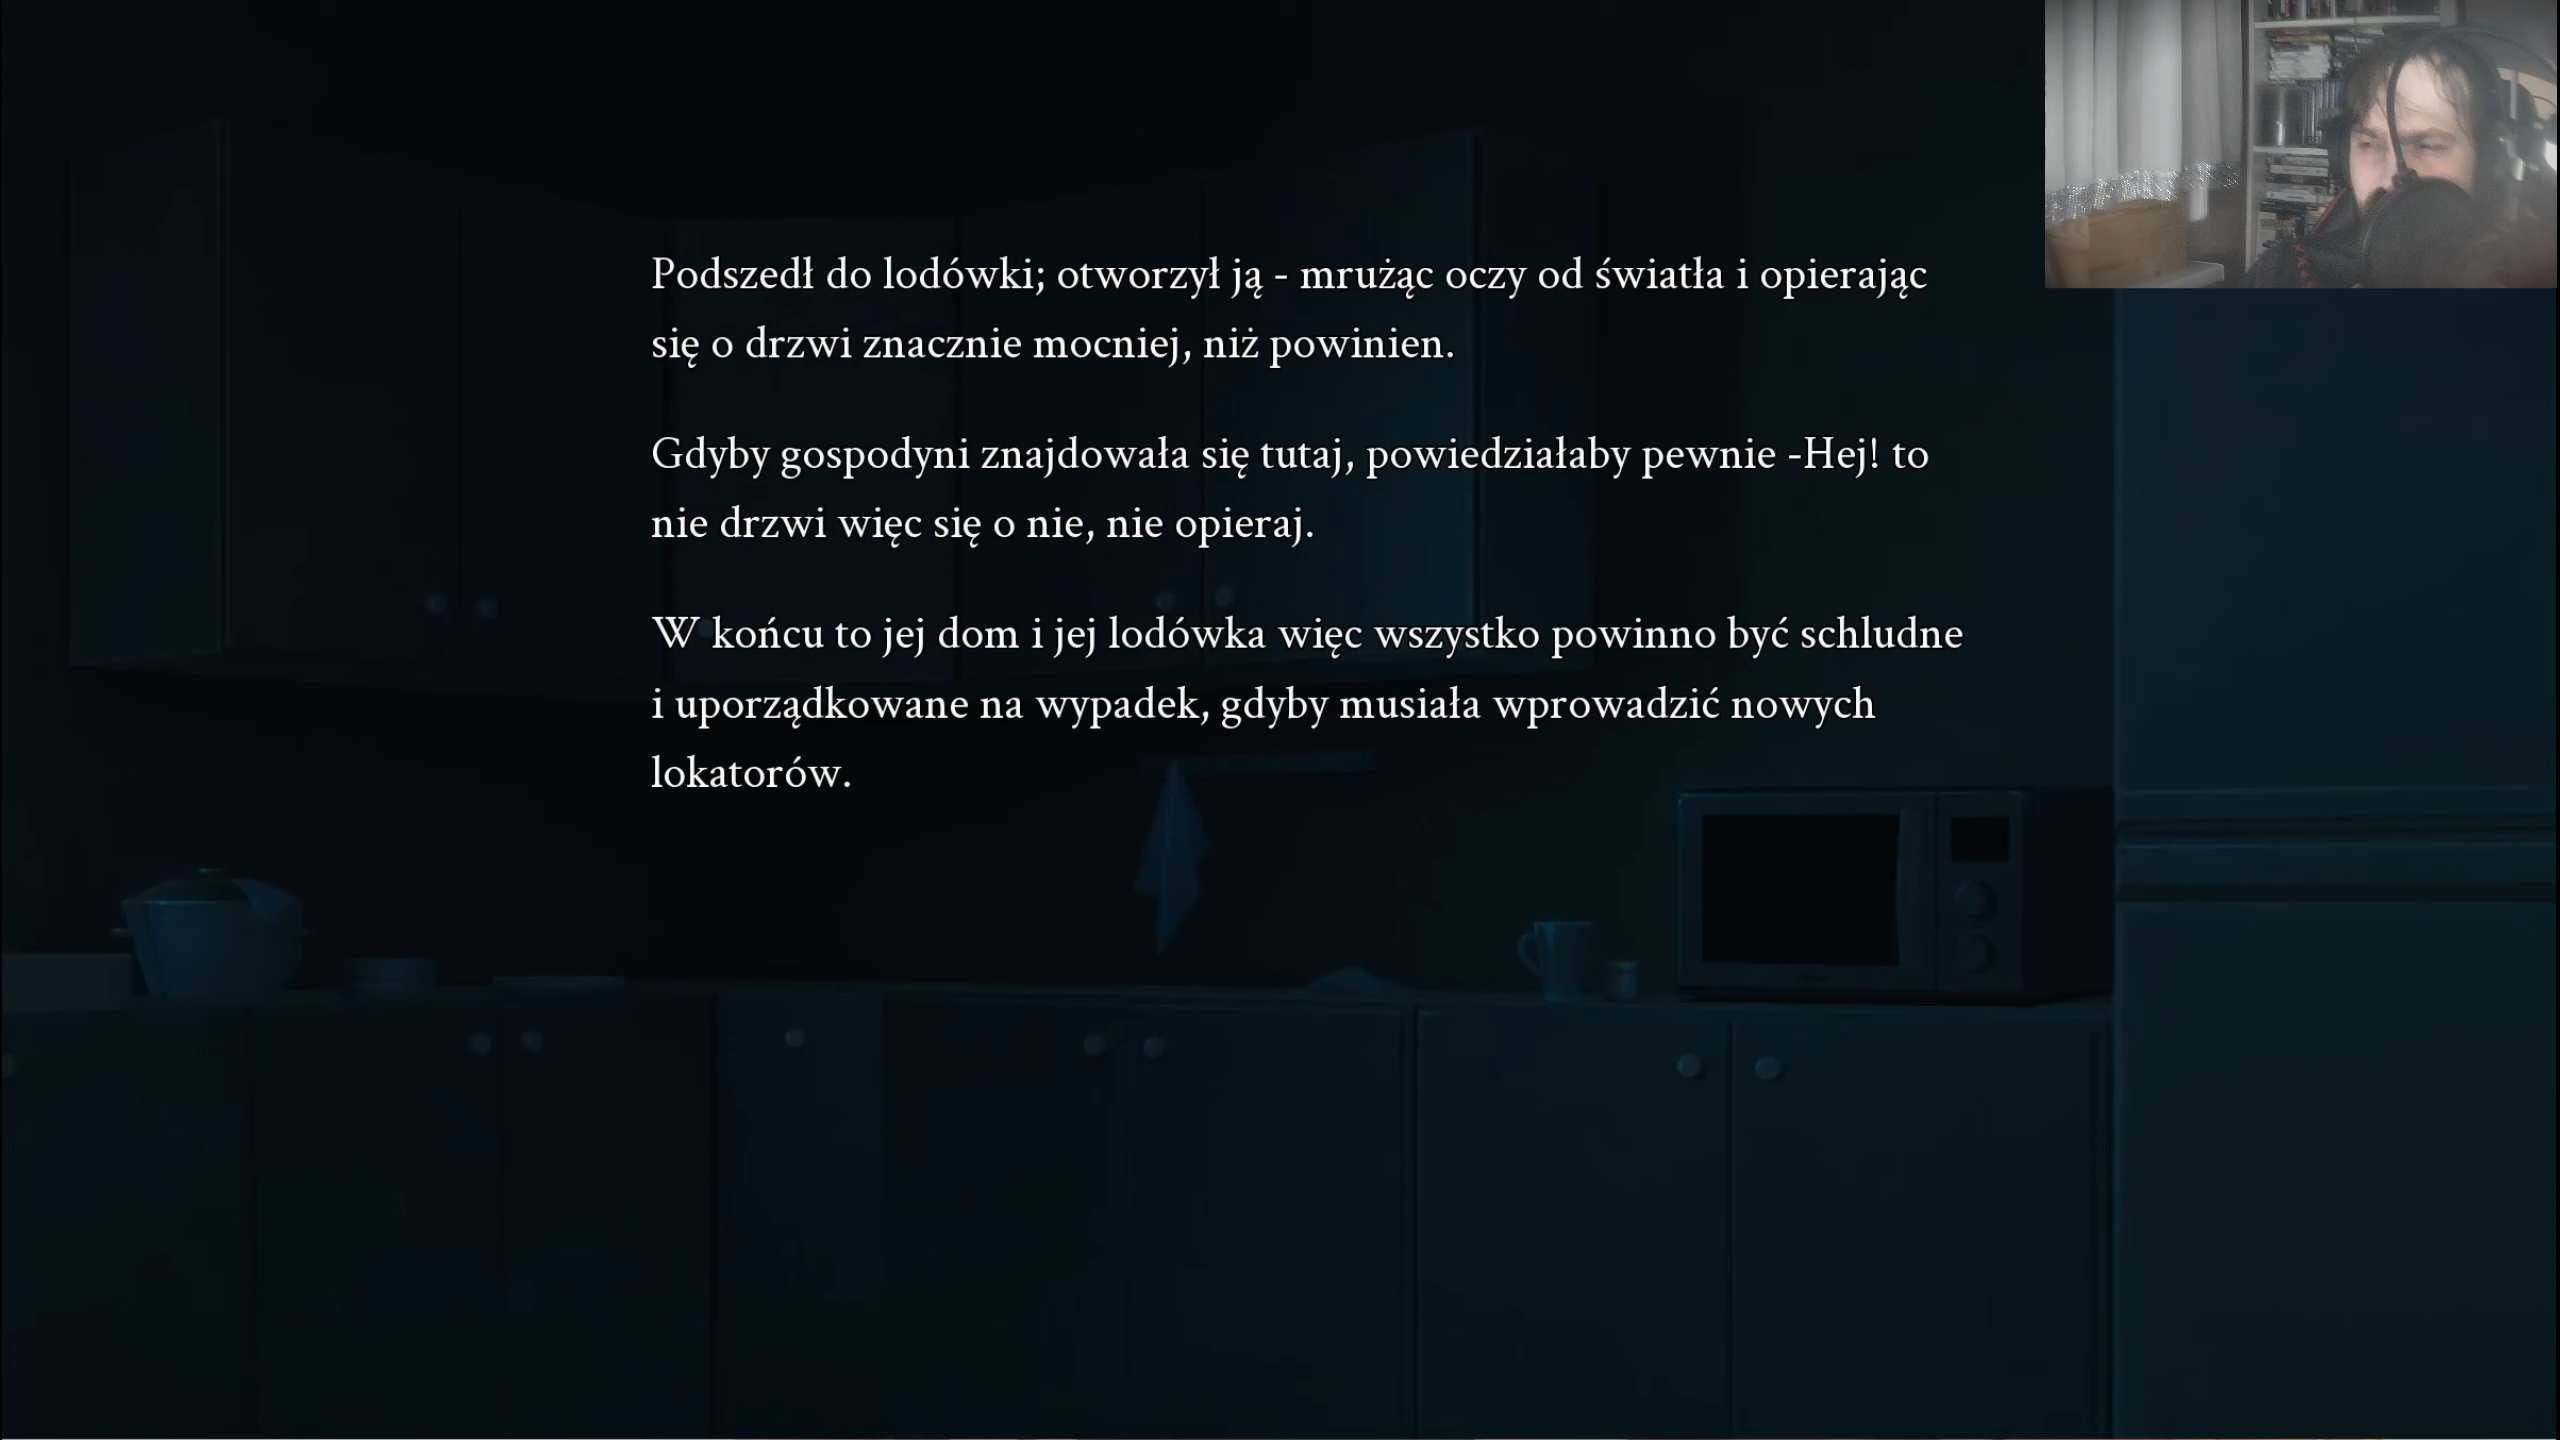 Podszedł do lodówki; otworzył ją - mrużąc oczy od światła i opierając
się o drzwi znacznie mocniej, niż powinien.
Gdyby gospodyni znajdowała się tutaj, powiedziałaby pewnie -Hej! to
nie drzwi więc się o nie, nie opieraj.
W końcu to jej dom i jej lodówka więc wszystko powinno być schludne
i uporządkowane na wypadek, gdyby musiała wprowadzić nowych
lokatorów.